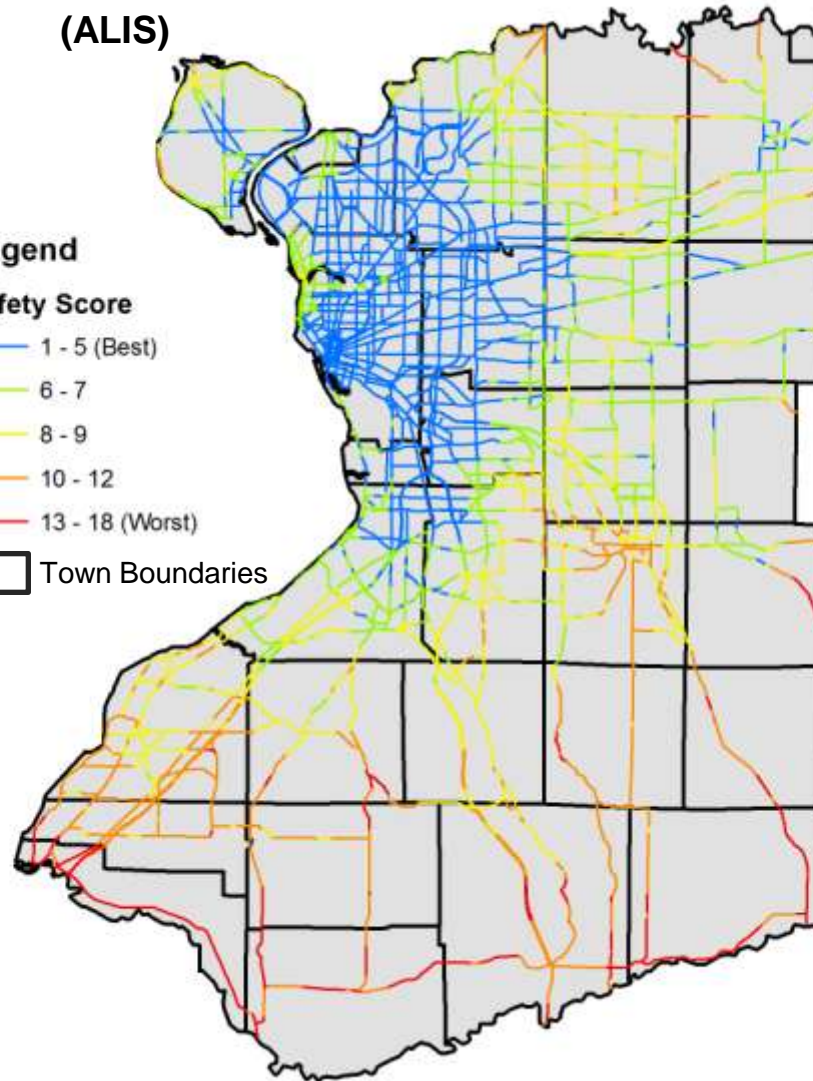 (ALIS)
gend
fety Score
1 - 5 (Best)
6 - 7
8 - 9
10 - 12
13 - 18 (Worst)
Town Boundaries